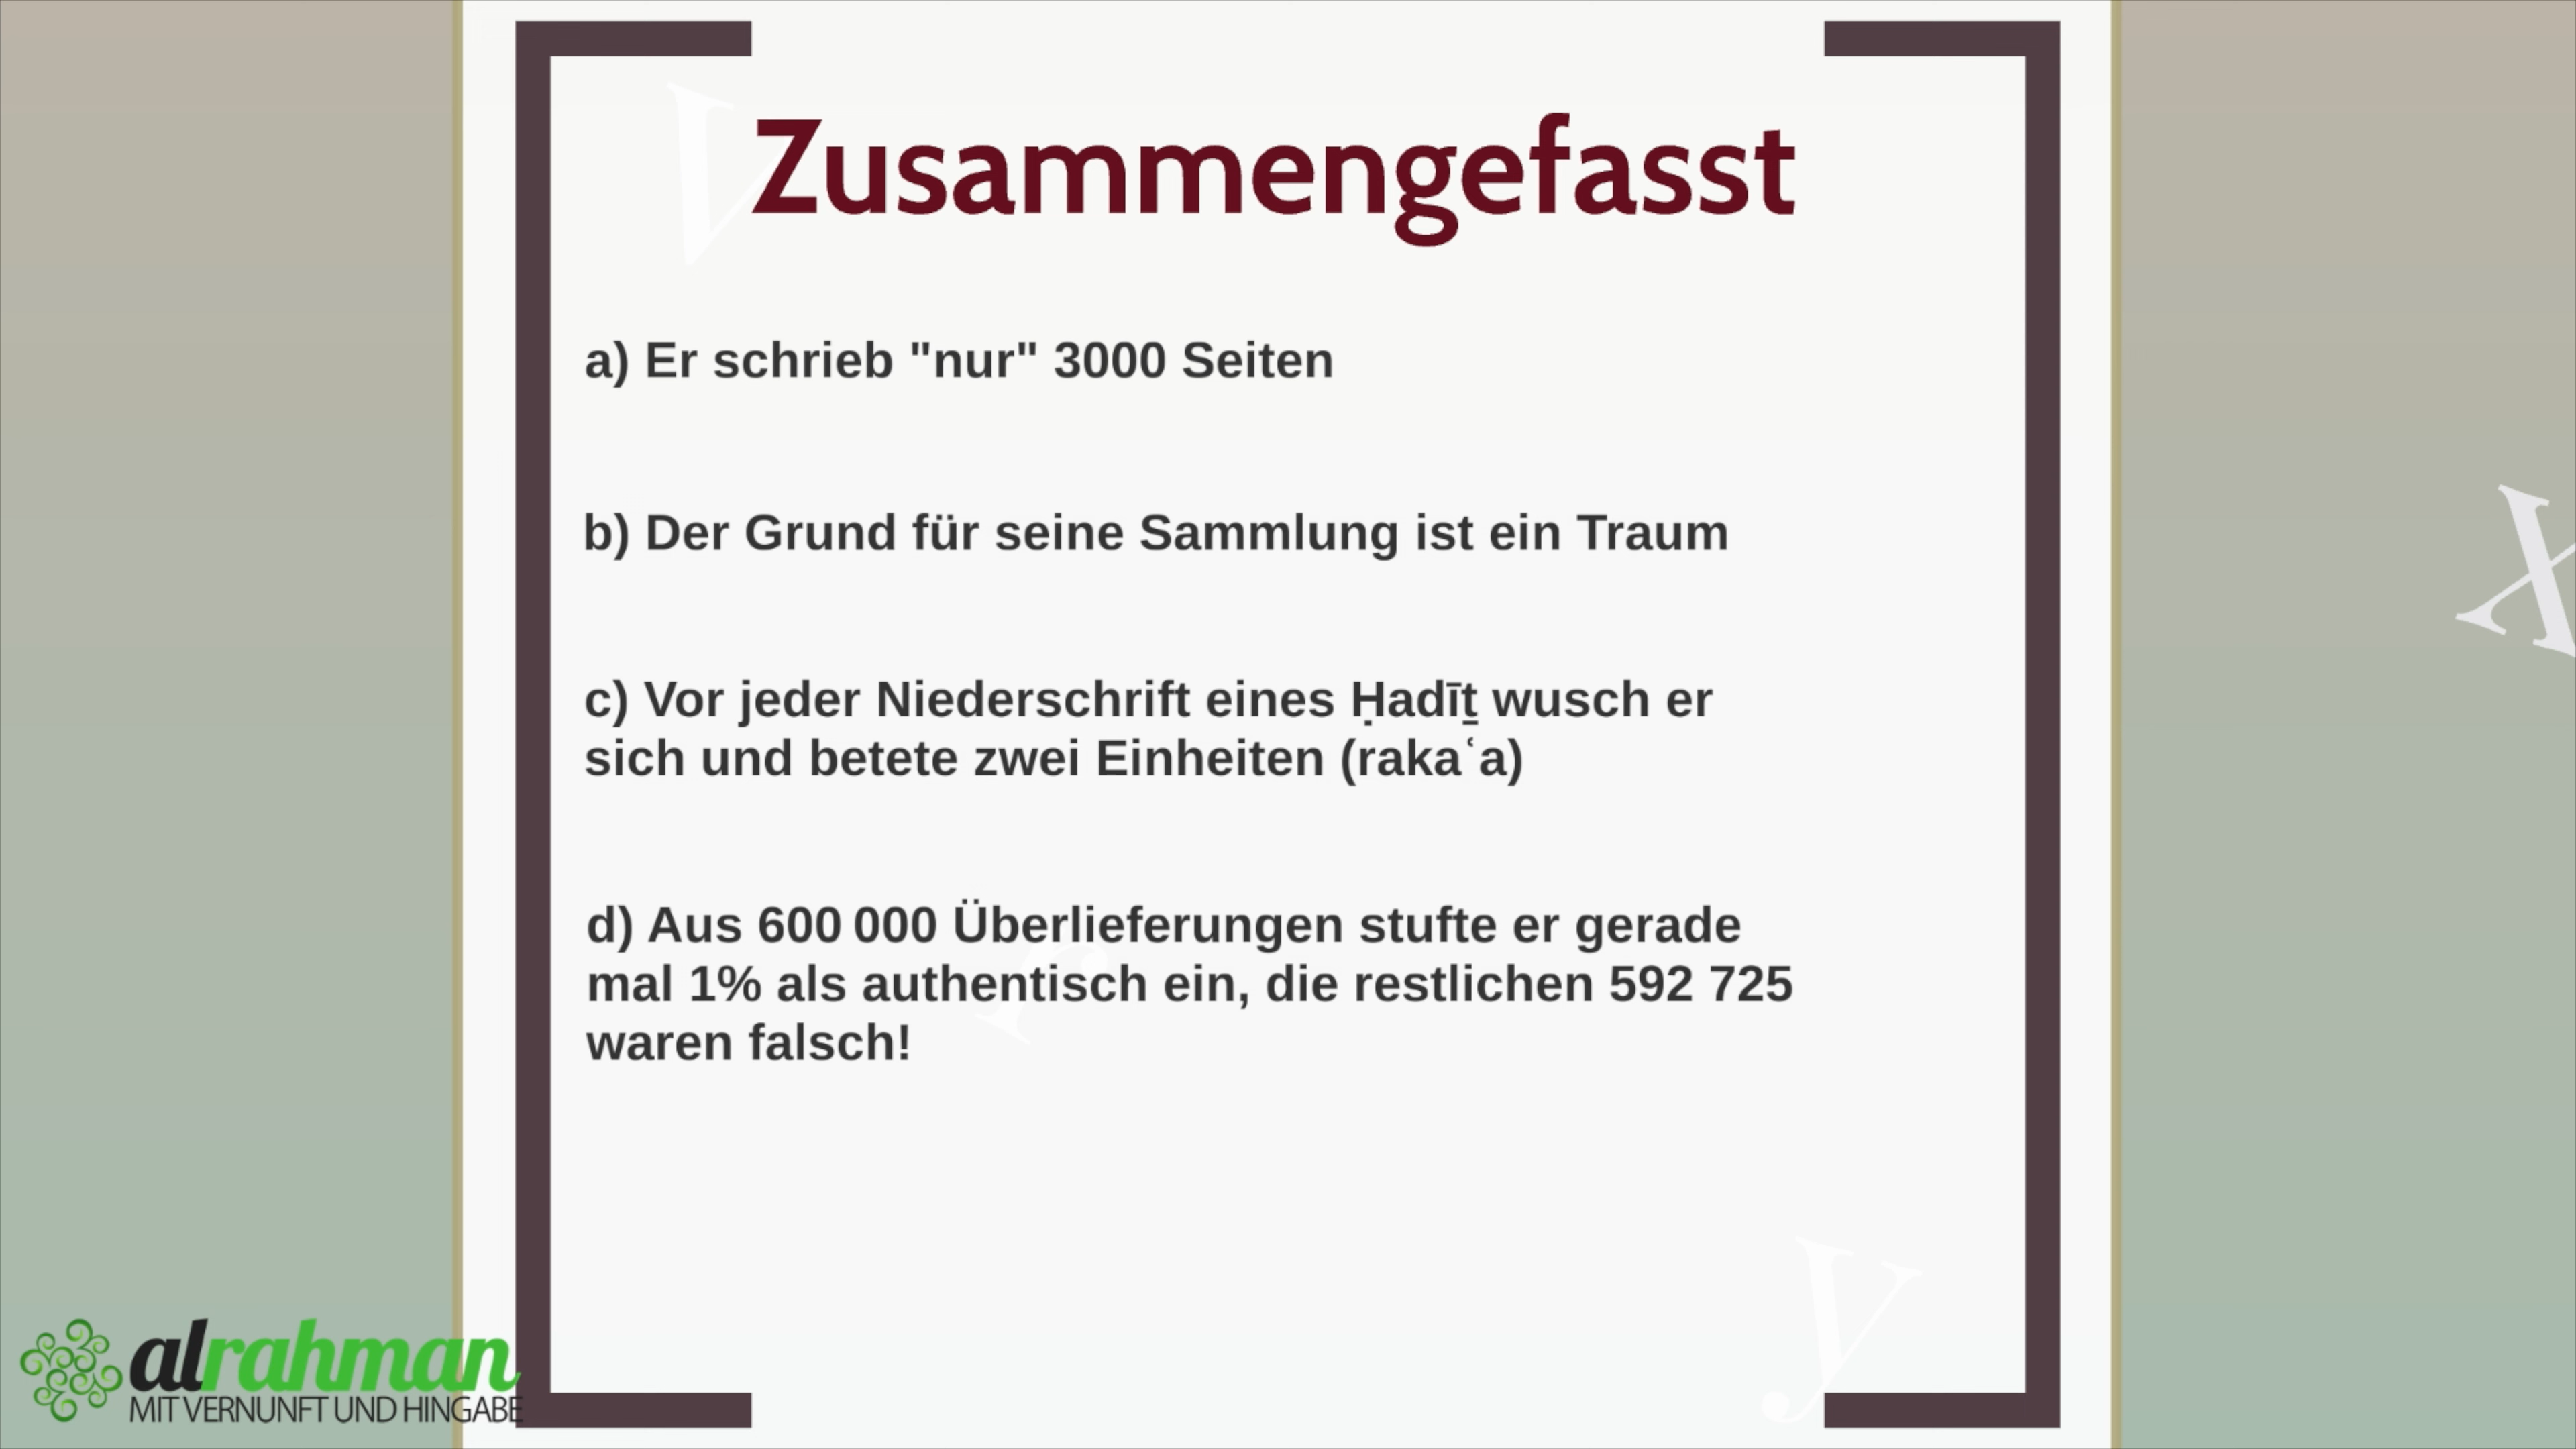 Zusammengefasst
a) Er schrieb "nur" 3000 Seiten
b) Der Grund für seine Sammlung ist ein Traum
c) Vor jeder Niederschrift eines Ḥadīṯ wusch er
sich und betete zwei Einheiten (rakaʿa)
d) Aus 600 000 Überlieferungen stufte er gerade
mal 1% als authentisch ein, die restlichen 592 725
waren falsch!
alrahman
MIT VERNUNFT UND HINGABE
V
x
r
y